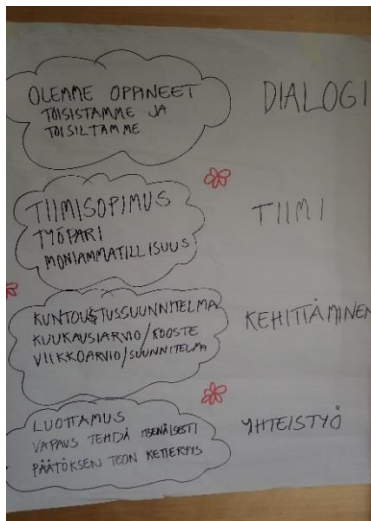 OLEMME OPPINEET
TOISISTAMME JA
TOISILTAMME
DIALOGI
TIIMISOPIMUS
TYÖPARI
MONIAMMATILLISUUS
TIIMI
KUNTOUTUSSUUNNITELMA
KUUKAUSIARVIO/KOOSTE
VIIKKOARVIO/SUUNNITELMA
KEHITTÄMINEN
LUOTTAMUS
VAPAUS TEHDÄ ITSENÄISESTI
PÄÄTÖKSEN TEON KETTERYYS
YHTEISTYÖ